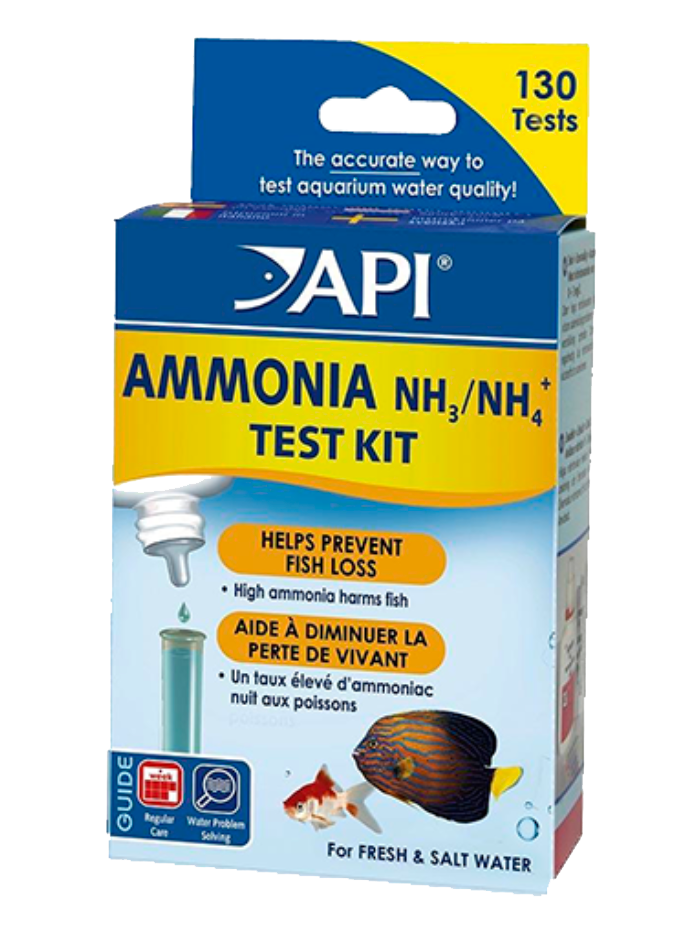 130
Tests
The accurate way to
test aquarium water quality!
API®
AMMONIA NH₃/NH₄⁺
TEST KIT
HELPS PREVENT
FISH LOSS
• High ammonia harms fish
AIDE À DIMINUER LA
PERTE DE VIVANT
• Un taux élevé d'ammoniac
nuit aux poissons
GUIDE
week
Regular
Care
Water Problem
Solving
For FRESH & SALT WATER